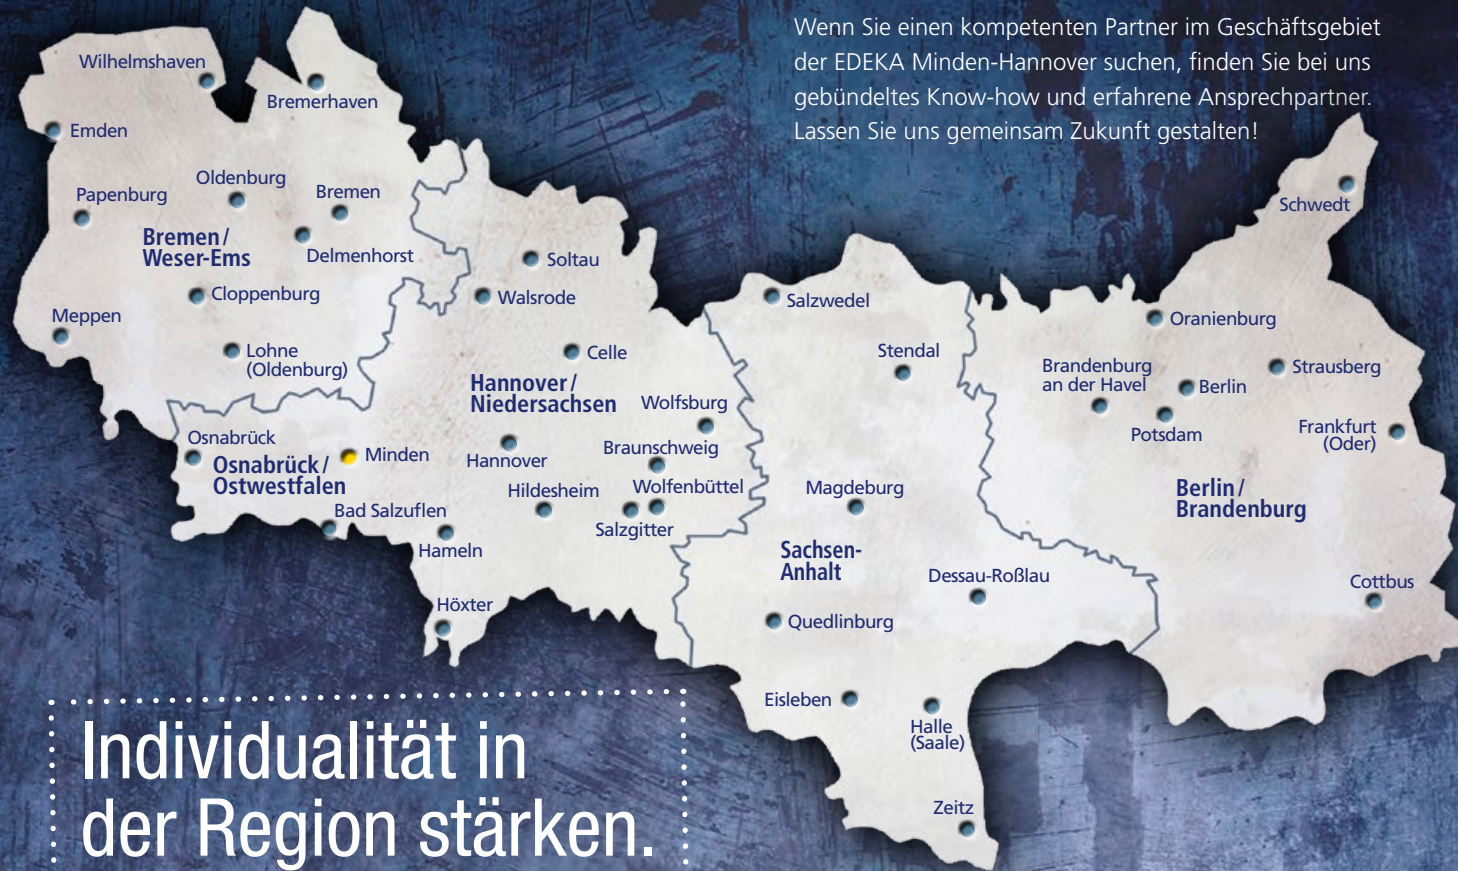 Wenn Sie einen kompetenten Partner im Geschäftsgebiet
der EDEKA Minden-Hannover suchen, finden Sie bei uns
gebündeltes Know-how und erfahrene Ansprechpartner.
Lassen Sie uns gemeinsam Zukunft gestalten!
Wilhelmshaven
Bremerhaven
Emden
Oldenburg
Papenburg
Bremen
Bremen/
Weser-Ems
Delmenhorst
Cloppenburg
Meppen
Lohne
(Oldenburg)
Soltau
Walsrode
Celle
Hannover/
Niedersachsen
Wolfsburg
Hannover
Braunschweig
Hildesheim
Wolfenbüttel
Salzgitter
Osnabrück
Osnabrück/
Ostwestfalen
Minden
Bad Salzuflen
Hameln
Höxter
Salzwedel
Stendal
Magdeburg
Sachsen-
Anhalt
Dessau-Roßlau
Quedlinburg
Eisleben
Halle
(Saale)
Zeitz
Schwedt
Oranienburg
Brandenburg
an der Havel
Berlin
Strausberg
Potsdam
Frankfurt
(Oder)
Berlin/
Brandenburg
Cottbus
Individualität in
der Region stärken.